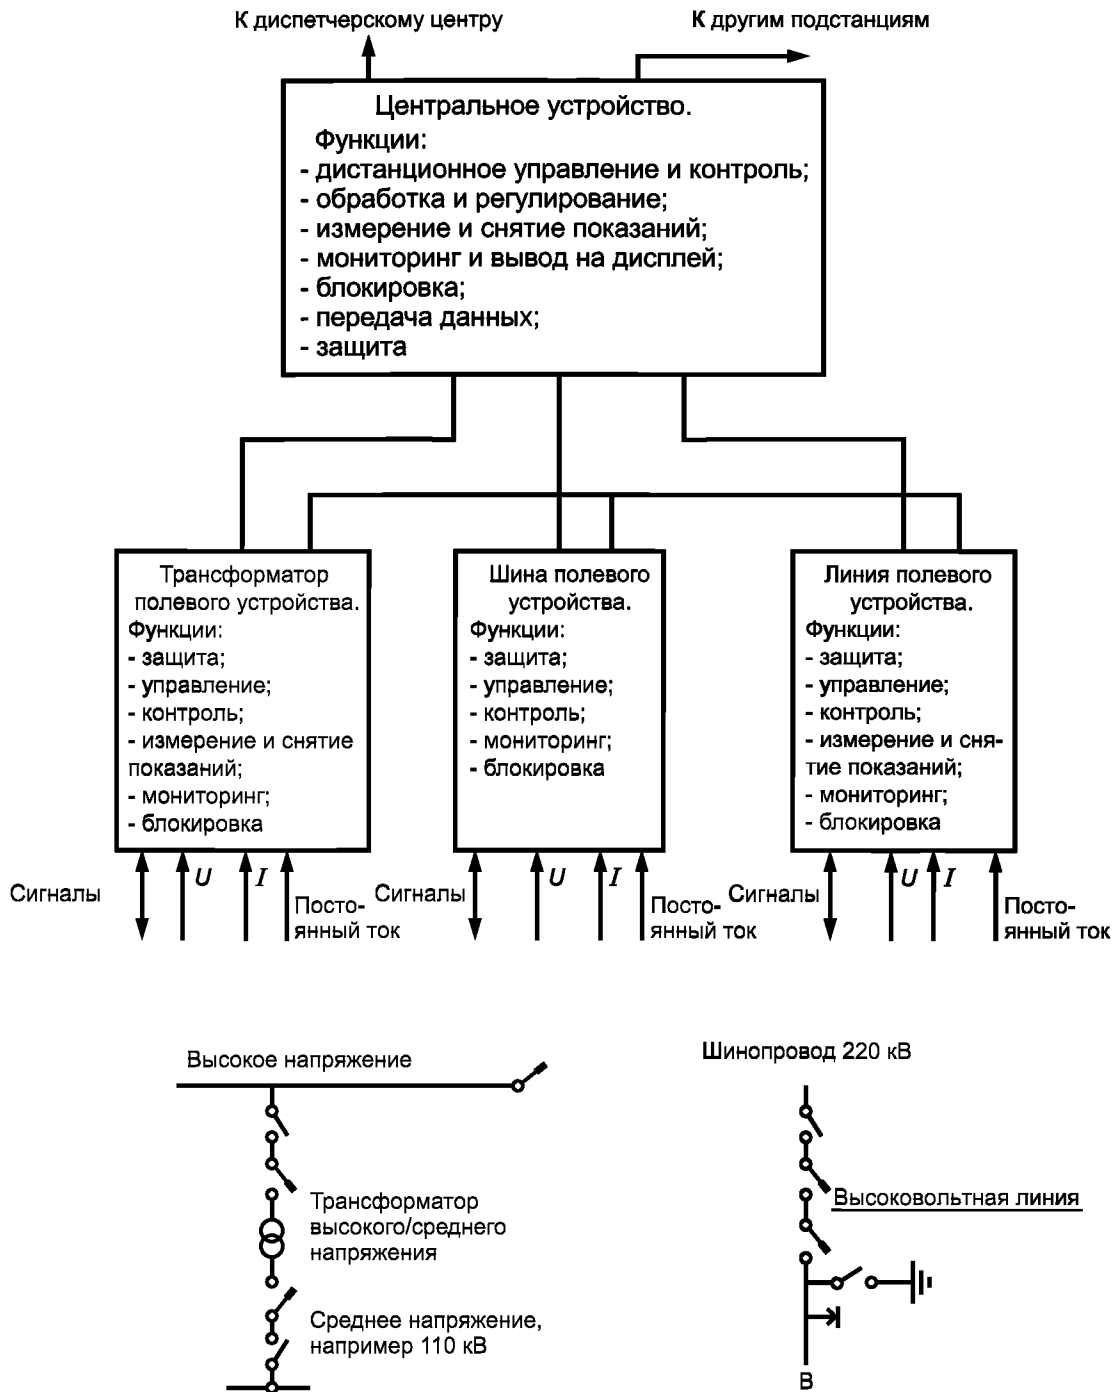 К диспетчерскому центру
К другим подстанциям
Центральное устройство.
Функции:
- дистанционное управление и контроль;
- обработка и регулирование;
- измерение и снятие показаний;
- мониторинг и вывод на дисплей;
- блокировка;
- передача данных;
- защита
Трансформатор
полевого устройства.
Функции:
- защита;
- управление;
- контроль;
- измерение и снятие
показаний;
- мониторинг;
- блокировка
Шина полевого
устройства.
Функции:
- защита;
- управление;
- контроль;
- мониторинг;
- блокировка
Линия полевого
устройства.
Функции:
- защита;
- управление;
- контроль;
- измерение и сня-
тие показаний;
- мониторинг;
- блокировка
Сигналы
U
I
Посто-
янный ток
Сигналы
U
I
Посто-
янный ток
Сигналы
U
I
Посто-
янный ток
Высокое напряжение
Трансформатор
высокого/среднего
напряжения
Среднее напряжение,
например 110 кВ
Шинопровод 220 кВ
Высоковольтная линия
В